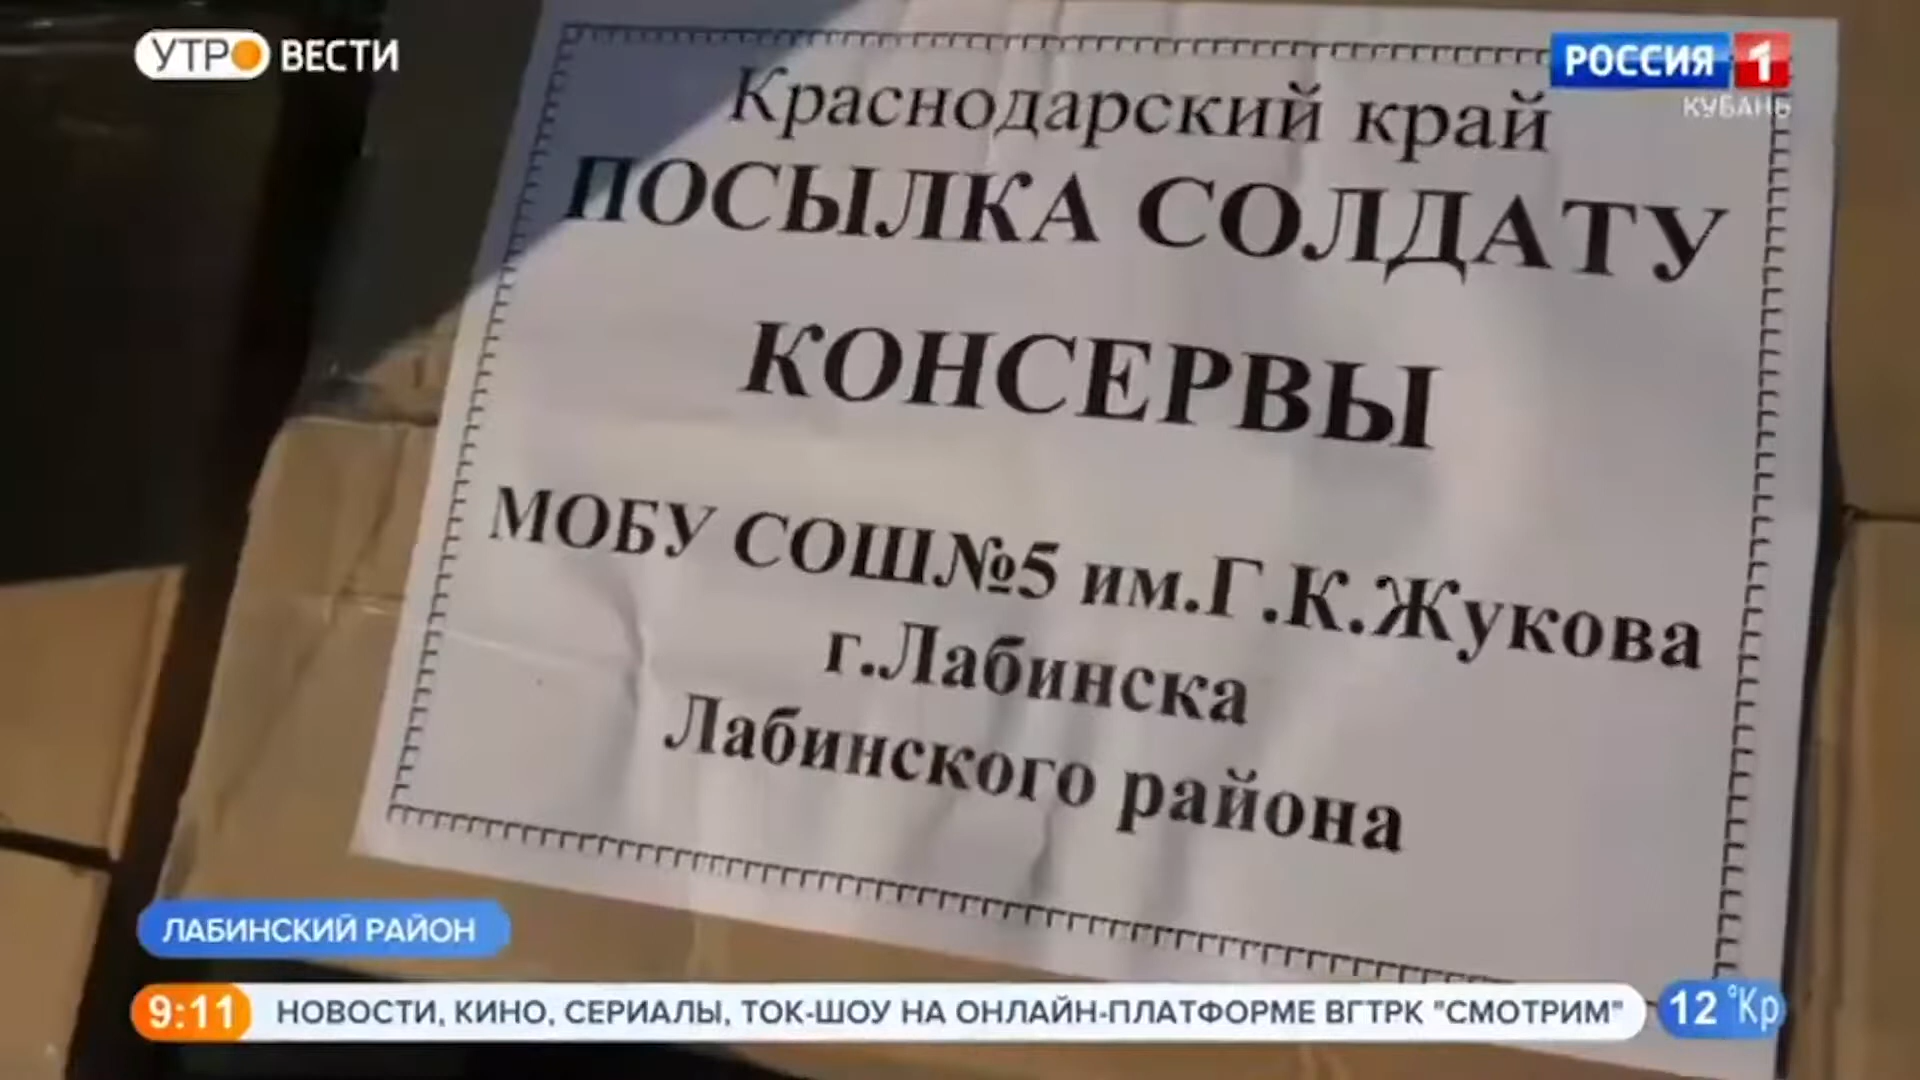 УТРО ВЕСТИ
РОССИЯ 1
КУБАНЬ
Краснодарский край
ПОСЫЛКА СОЛДАТУ
КОНСЕРВЫ
МОБУ СОШ№5 им.Г.К.Жукова
г.Лабинска
Лабинского района
ЛАБИНСКИЙ РАЙОН
9:11 НОВОСТИ, КИНО, СЕРИАЛЫ, ТОК-ШОУ НА ОНЛАЙН-ПЛАТФОРМЕ ВГТРК "СМОТРИМ" 12 °Кр